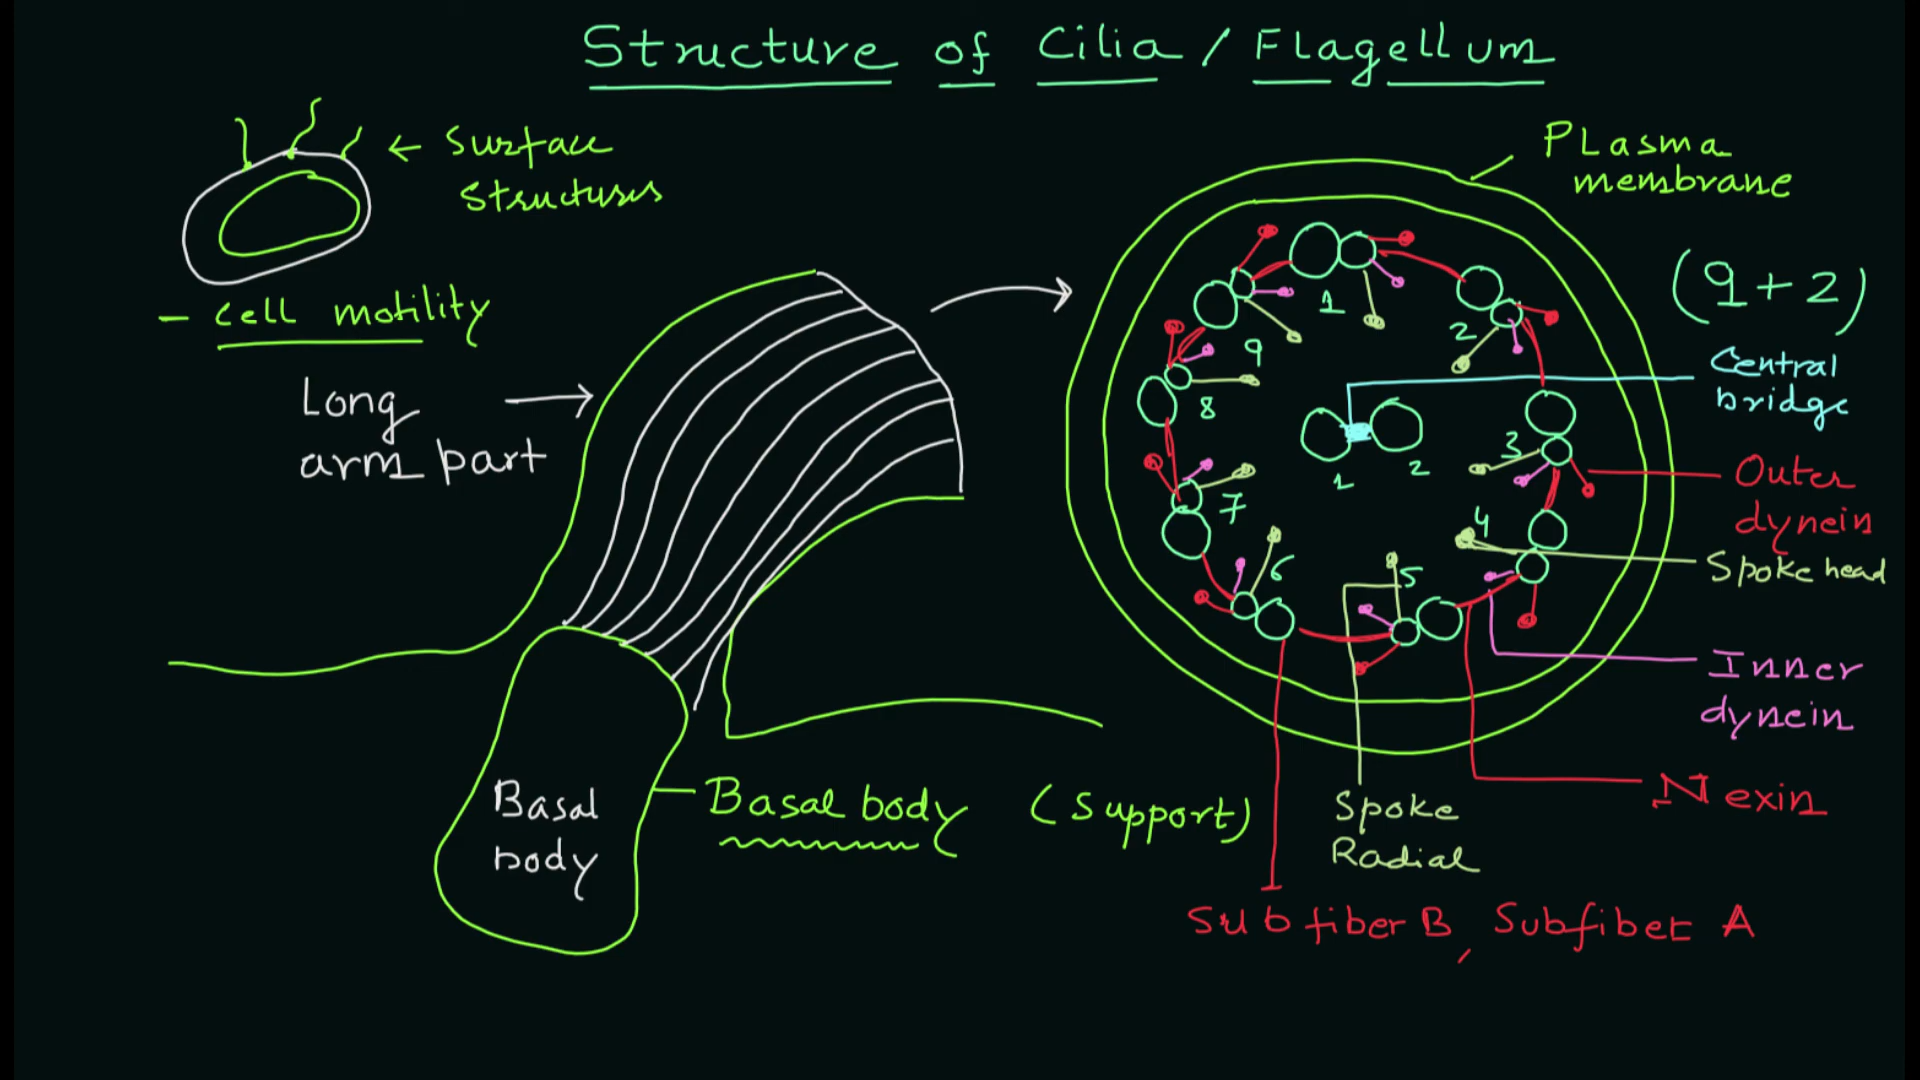 Structure of Cilia / Flagellum
← Surface
Structures
- Cell motility
Long
arm part
Basal
body
Basal body (Support)
Plasma
membrane
(9+2)
Central
bridge
Outer
dynein
Spoke head
Inner
dynein
Nexin
Spoke
Radial
Subfiber B, Subfiber A
1
2
3
4
5
6
7
8
9
1
2